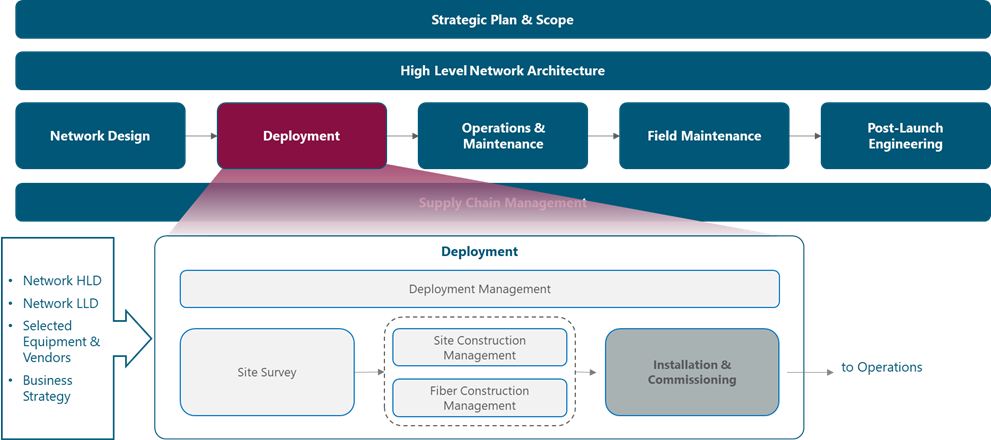 Strategic Plan & Scope
High Level Network Architecture
Network Design
Deployment
Operations &
Maintenance
Field Maintenance
Post-Launch
Engineering
Supply Chain Management
• Network HLD
• Network LLD
• Selected
Equipment &
Vendors
• Business
Strategy
Deployment
Deployment Management
Site Survey
Site Construction
Management
Fiber Construction
Management
Installation &
Commissioning
to Operations